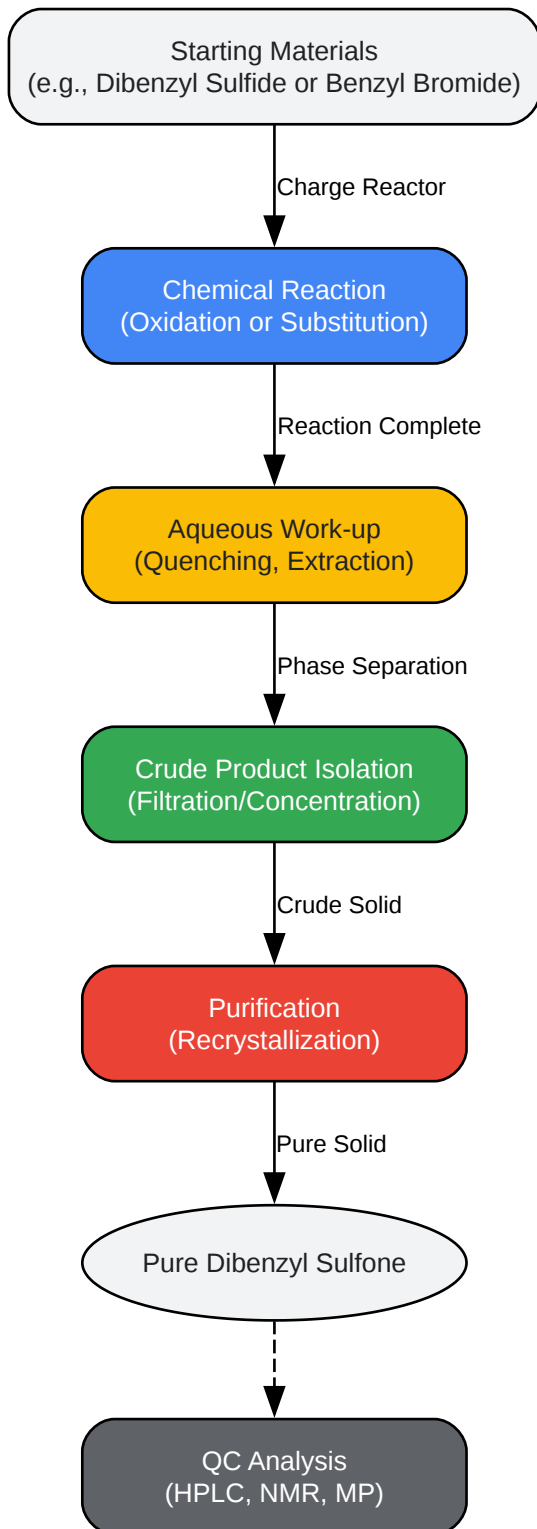 Starting Materials
(e.g., Dibenzyl Sulfide or Benzyl Bromide)
Charge Reactor
Chemical Reaction
(Oxidation or Substitution)
Reaction Complete
Aqueous Work-up
(Quenching, Extraction)
Phase Separation
Crude Product Isolation
(Filtration/Concentration)
Crude Solid
Purification
(Recrystallization)
Pure Solid
Pure Dibenzyl Sulfone
QC Analysis
(HPLC, NMR, MP)